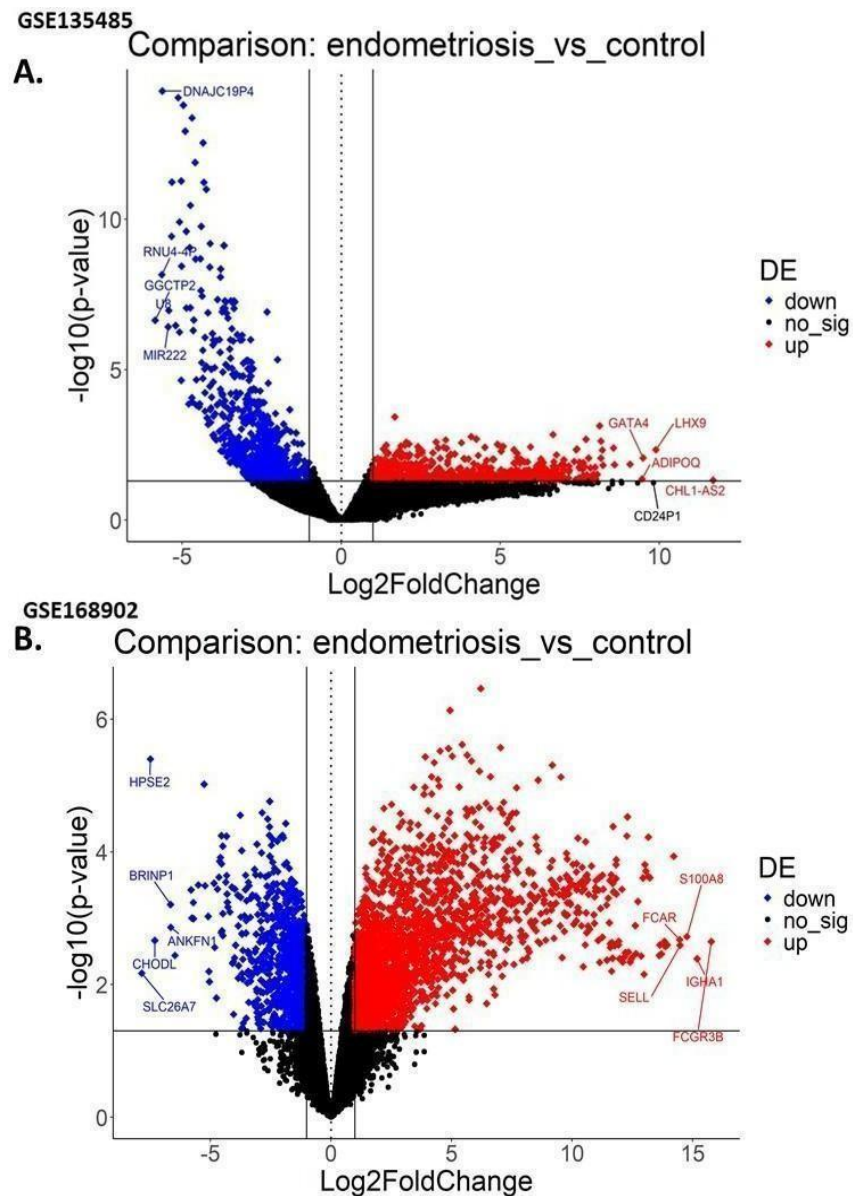 GSE135485
A.
Comparison: endometriosis_vs_control
DNAJC19P4
10
RNU4-4P
GGCTP2
U8
MIR222
5
GATA4
LHX9
ADIPOQ
CHL1-AS2
CD24P1
0
-log10(p-value)
-5
0
5
10
Log2FoldChange
DE
down
no_sig
up
GSE168902
B.
Comparison: endometriosis_vs_control
6
HPSE2
4
BRINP1
ANKFN1
CHODL
SLC26A7
S100A8
FCAR
SELL
IGHA1
FCGR3B
2
0
-log10(p-value)
-5
0
5
10
15
Log2FoldChange
DE
down
no_sig
up